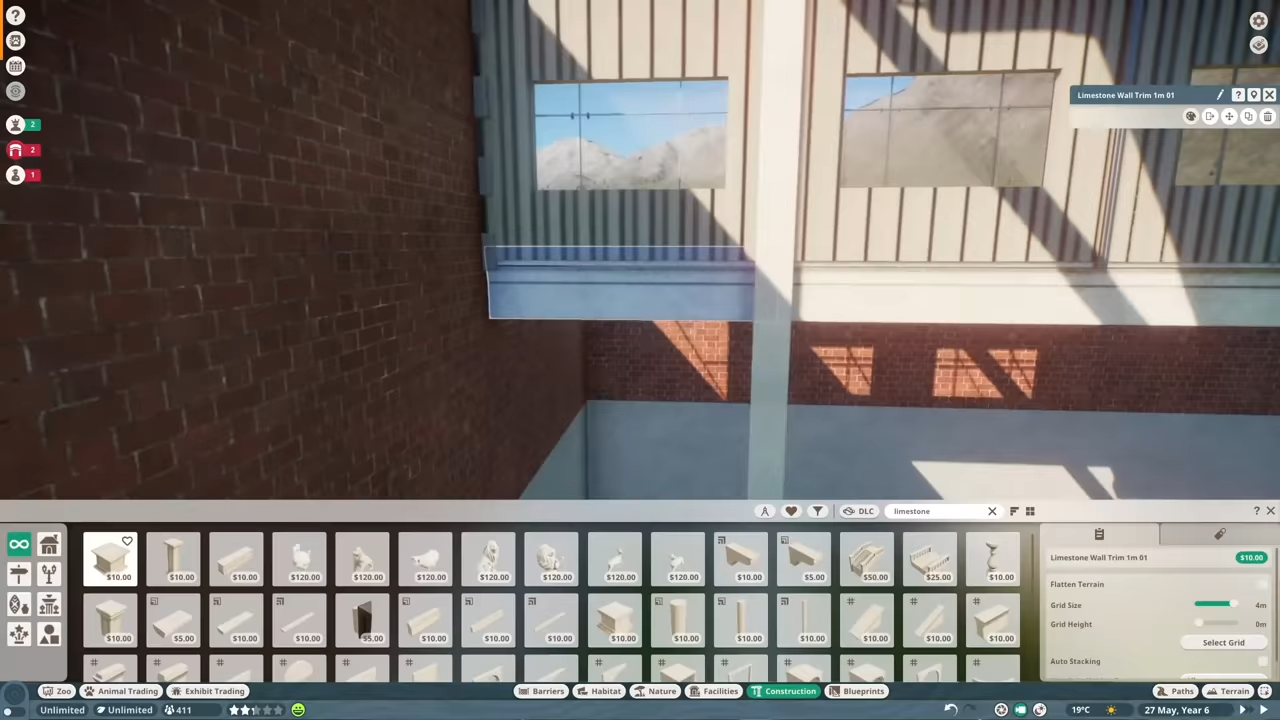 Limestone Wall Trim 1m 01
?
?
2
2
1
DLC
limestone
?
$10.00 $10.00 $10.00 $120.00 $120.00 $120.00 $120.00 $120.00 $120.00 $120.00 $10.00 $5.00 $50.00 $25.00 $10.00
$10.00 $5.00 $10.00 $10.00 $5.00 $10.00 $10.00 $10.00 $10.00 $10.00 $10.00 $10.00 $10.00 $10.00 $10.00
Limestone Wall Trim 1m 01 $10.00
Flatten Terrain
Grid Size 4m
Grid Height 0m
Select Grid
Auto Stacking
Zoo Animal Trading Exhibit Trading Barriers Habitat Nature Facilities Construction Blueprints Paths Terrain
Unlimited Unlimited 411 19°C 27 May, Year 6